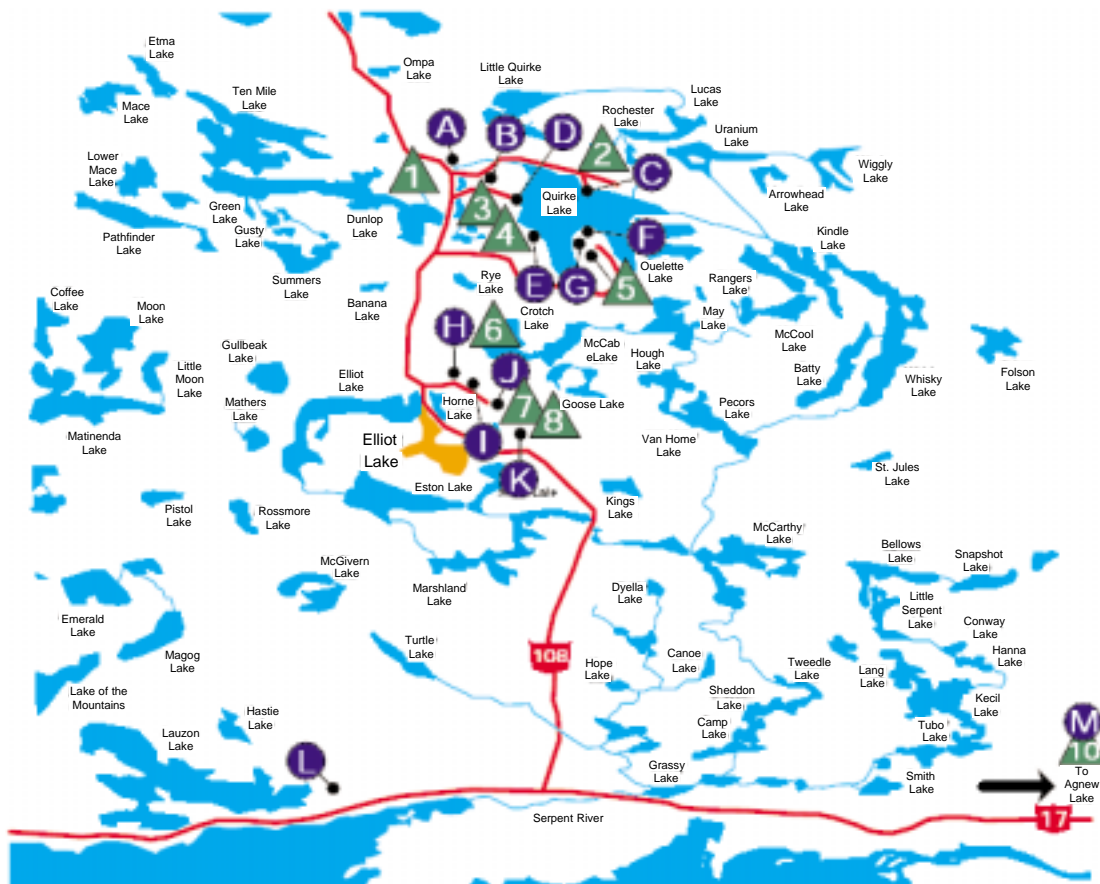 Etma
Lake
Ompa
Lake
Little Quirke
Lake
Mace
Lake
Ten Mile
Lake
Lucas
Lake
Rochester
Lake
Uranium
Lake
A
B
D
2
C
1
Lower
Mace
Lake
Wiggly
Lake
Arrowhead
Lake
Quirke
Lake
3
4
Green
Lake
Gusty
Lake
Dunlop
Lake
Pathfinder
Lake
F
Kindle
Lake
Summers
Lake
Rye
Lake
E
G
5
Ouelette
Lake
Rangers
Lake
Banana
Lake
Coffee
Lake
Moon
Lake
Crotch
Lake
May
Lake
H
6
McCab
eLake
Hough
Lake
McCool
Lake
Gullbeak
Lake
Little
Moon
Lake
Elliot
Lake
J
Batty
Lake
Whisky
Lake
Folson
Lake
Mathers
Lake
Horne
Lake
7
8
Goose Lake
Pecors
Lake
Matinenda
Lake
Elliot
Lake
I
Van Home
Lake
K
Eston Lake
St. Jules
Lake
Pistol
Lake
Rossmore
Lake
Kings
Lake
McCarthy
Lake
Bellows
Lake
Snapshot
Lake
McGivern
Lake
Marshland
Lake
Dyella
Lake
Little
Serpent
Lake
Emerald
Lake
Conway
Lake
Magog
Lake
Turtle
Lake
108
Hope
Lake
Canoe
Lake
Tweedle
Lake
Lang
Lake
Hanna
Lake
Lake of the
Mountains
Sheddon
Lake
Kecil
Lake
Hastie
Lake
Lauzon
Lake
Camp
Lake
Tubo
Lake
M
10
To
Agnew
Lake
L
Grassy
Lake
Smith
Lake
Serpent River
17